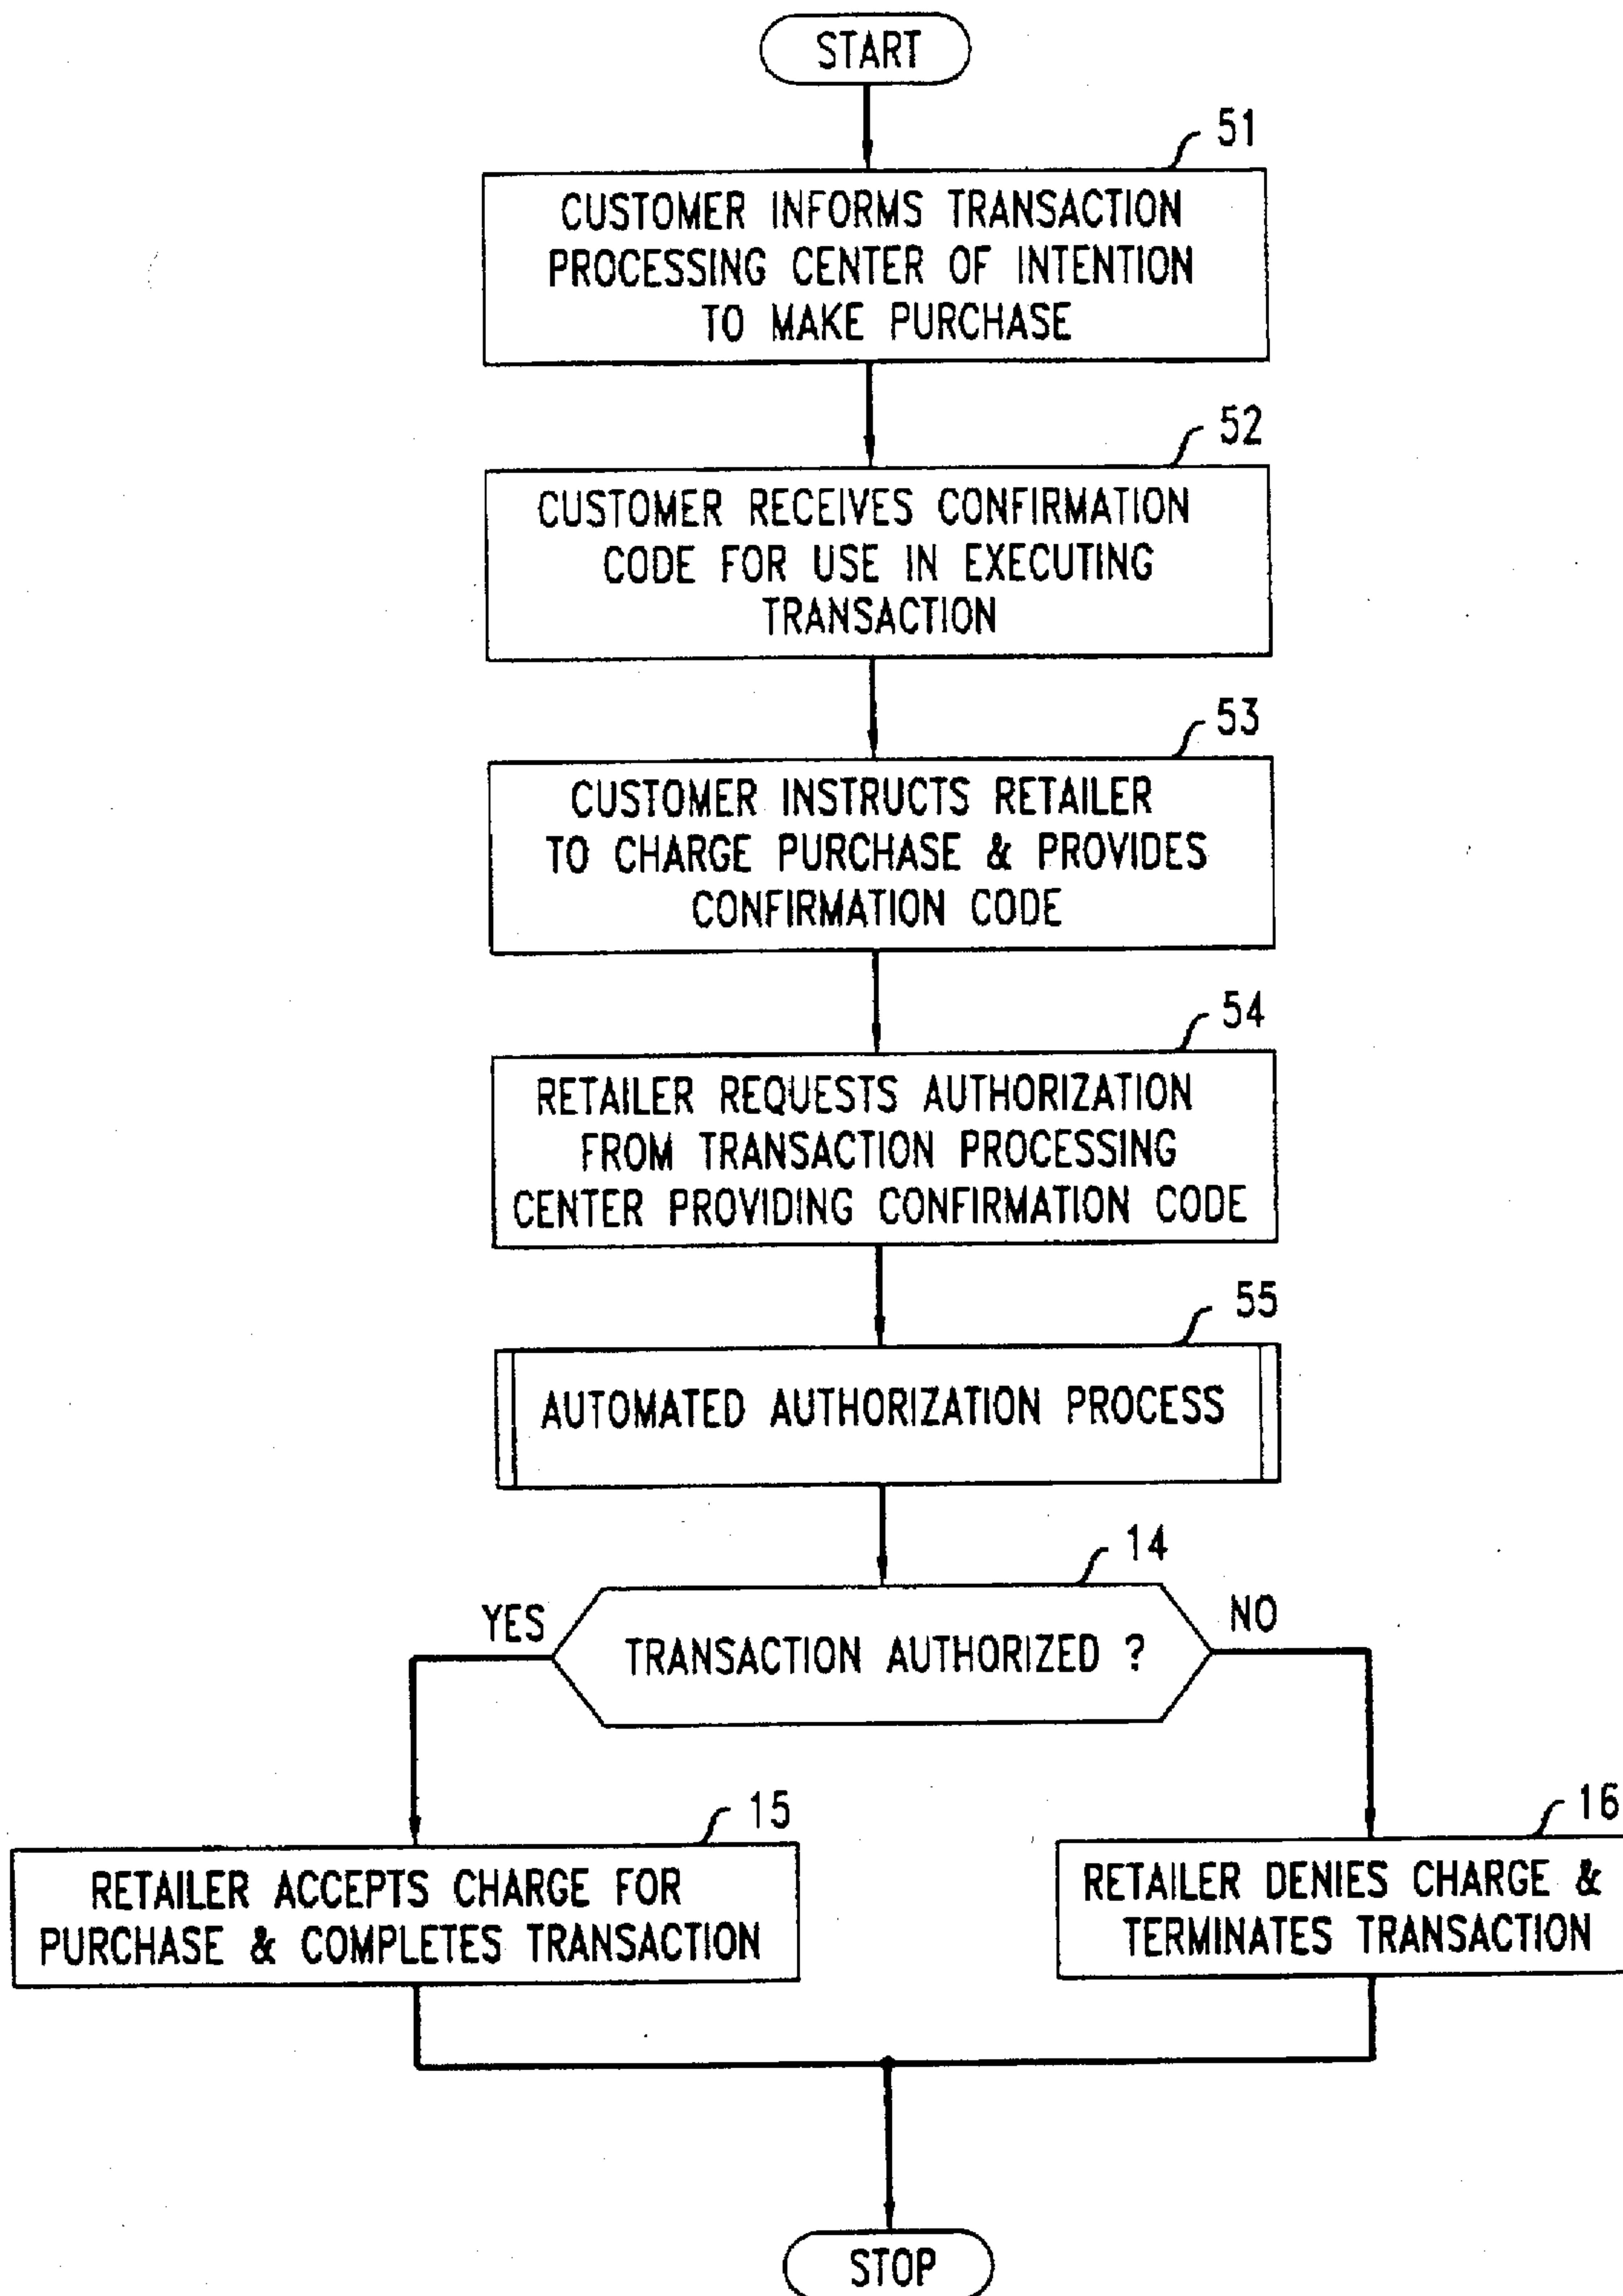 START
51
CUSTOMER INFORMS TRANSACTION
PROCESSING CENTER OF INTENTION
TO MAKE PURCHASE
52
CUSTOMER RECEIVES CONFIRMATION
CODE FOR USE IN EXECUTING
TRANSACTION
53
CUSTOMER INSTRUCTS RETAILER
TO CHARGE PURCHASE & PROVIDES
CONFIRMATION CODE
54
RETAILER REQUESTS AUTHORIZATION
FROM TRANSACTION PROCESSING
CENTER PROVIDING CONFIRMATION CODE
55
AUTOMATED AUTHORIZATION PROCESS
14
YES
NO
TRANSACTION AUTHORIZED ?
15
RETAILER ACCEPTS CHARGE FOR
PURCHASE & COMPLETES TRANSACTION
16
RETAILER DENIES CHARGE &
TERMINATES TRANSACTION
STOP